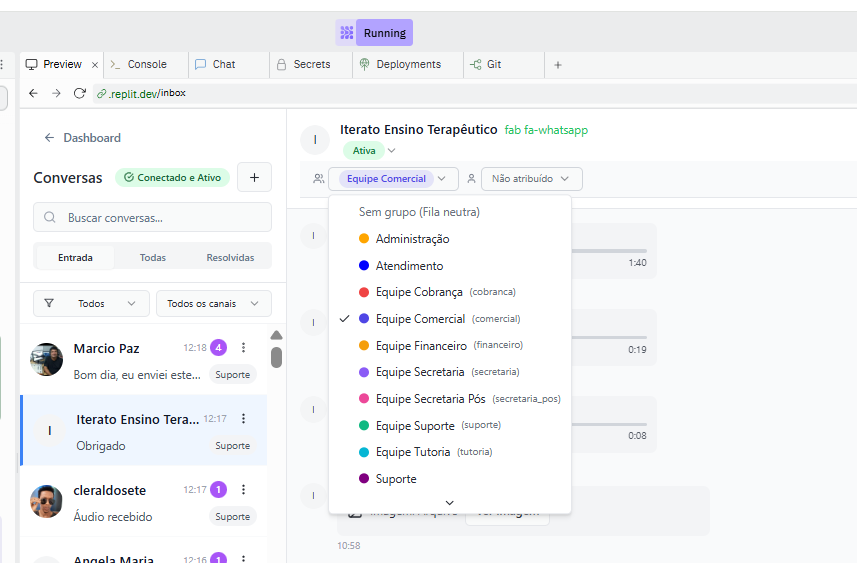 Running
Preview
Console
Chat
Secrets
Deployments
Git
.replit.dev/inbox
Dashboard
Conversas
Conectado e Ativo
Buscar conversas...
Entrada
Todas
Resolvidas
Todos
Todos os canais
Marcio Paz
12:18
4
Bom dia, eu enviei este...
Suporte
I
Iterato Ensino Tera...
12:17
Obrigado
Suporte
cleraldosete
12:17
1
Áudio recebido
Suporte
Angela Maria
12:16
1
I
Iterato Ensino Terapêutico
fab fa-whatsapp
Ativa
Equipe Comercial
Não atribuído
Sem grupo (Fila neutra)
Administração
Atendimento
Equipe Cobrança (cobranca)
Equipe Comercial (comercial)
Equipe Financeiro (financeiro)
Equipe Secretaria (secretaria)
Equipe Secretaria Pós (secretaria_pos)
Equipe Suporte (suporte)
Equipe Tutoria (tutoria)
Suporte
I
1:40
I
0:19
I
0:08
I
10:58